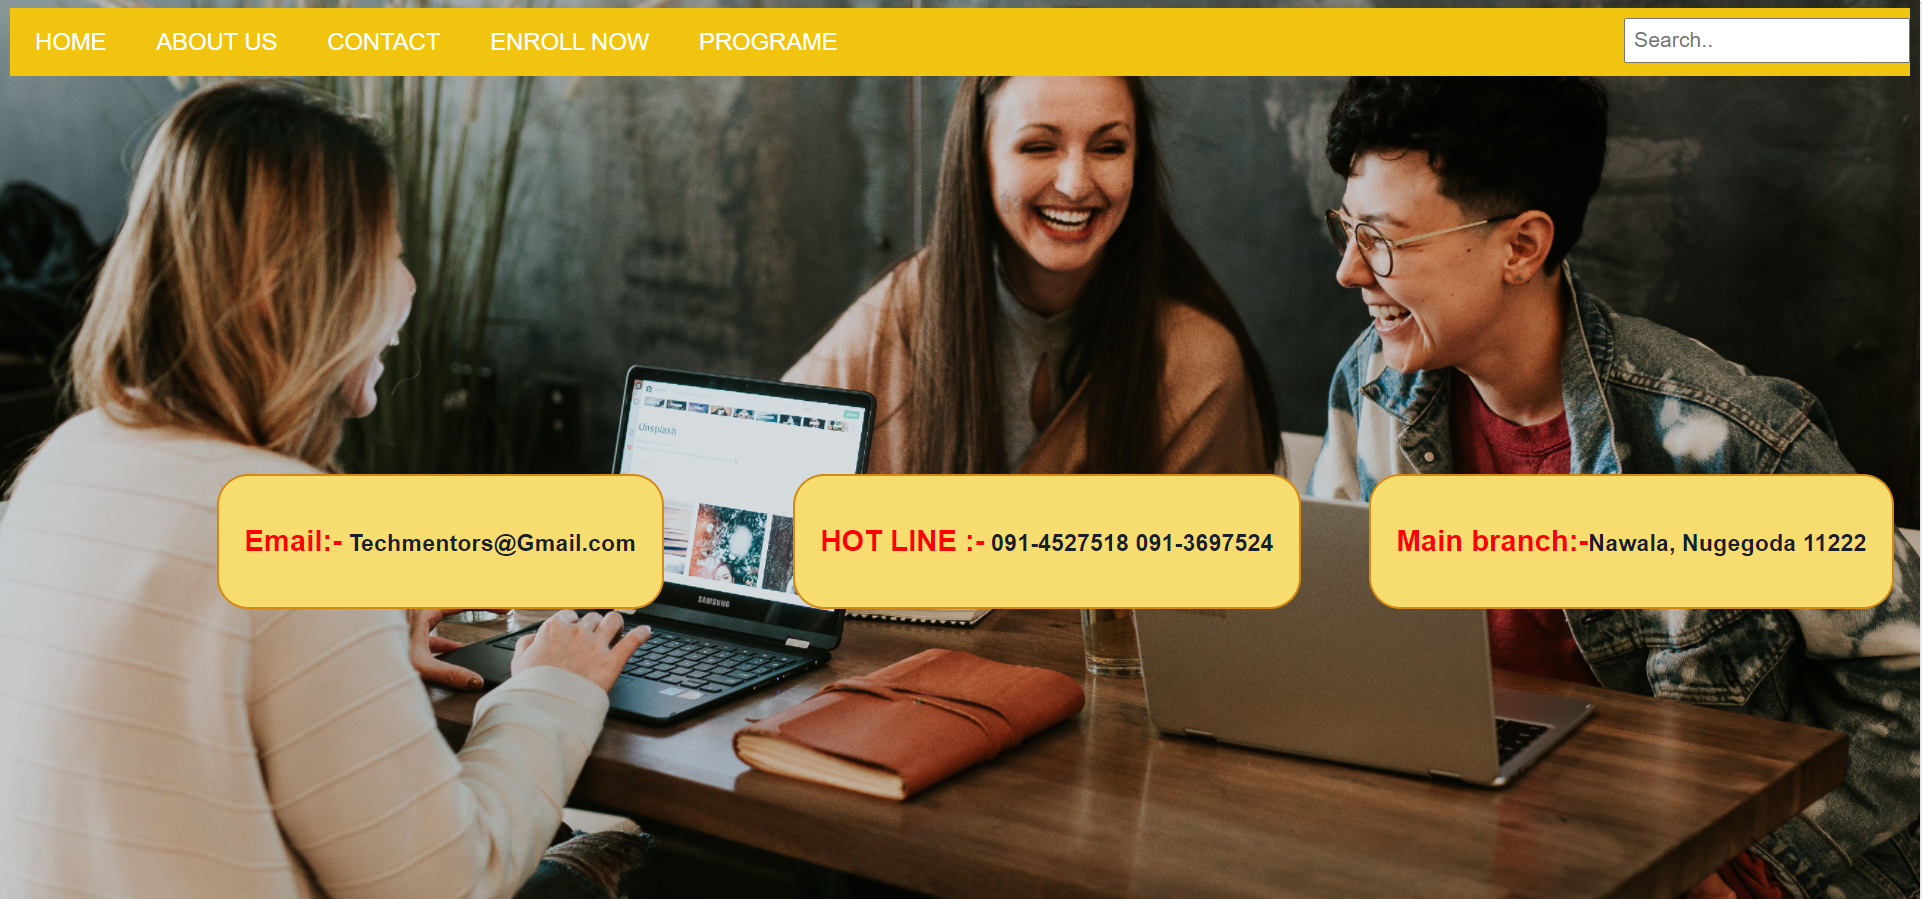 HOME ABOUT US CONTACT ENROLL NOW PROGRAME Search..
Unsplash
Email:- Techmentors@Gmail.com HOT LINE :- 091-4527518 091-3697524 Main branch:-Nawala, Nugegoda 11222
SAMSUNG